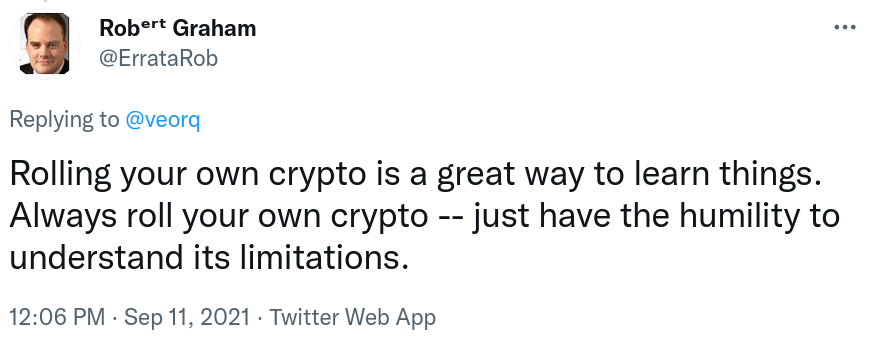 Robᵉʳᵗ Graham
@ErrataRob
Replying to @veorq
Rolling your own crypto is a great way to learn things.
Always roll your own crypto -- just have the humility to
understand its limitations.
12:06 PM · Sep 11, 2021 · Twitter Web App